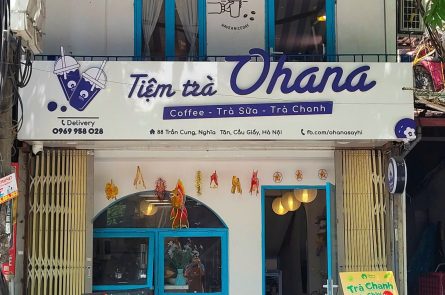 Tiệm trà Ohana
Coffee - Trà Sữa - Trà Chanh
Delivery
0969 958 028
88 Trần Cung, Nghĩa Tân, Cầu Giấy, Hà Nội
fb.com/ohanasayhi
Trà Chanh